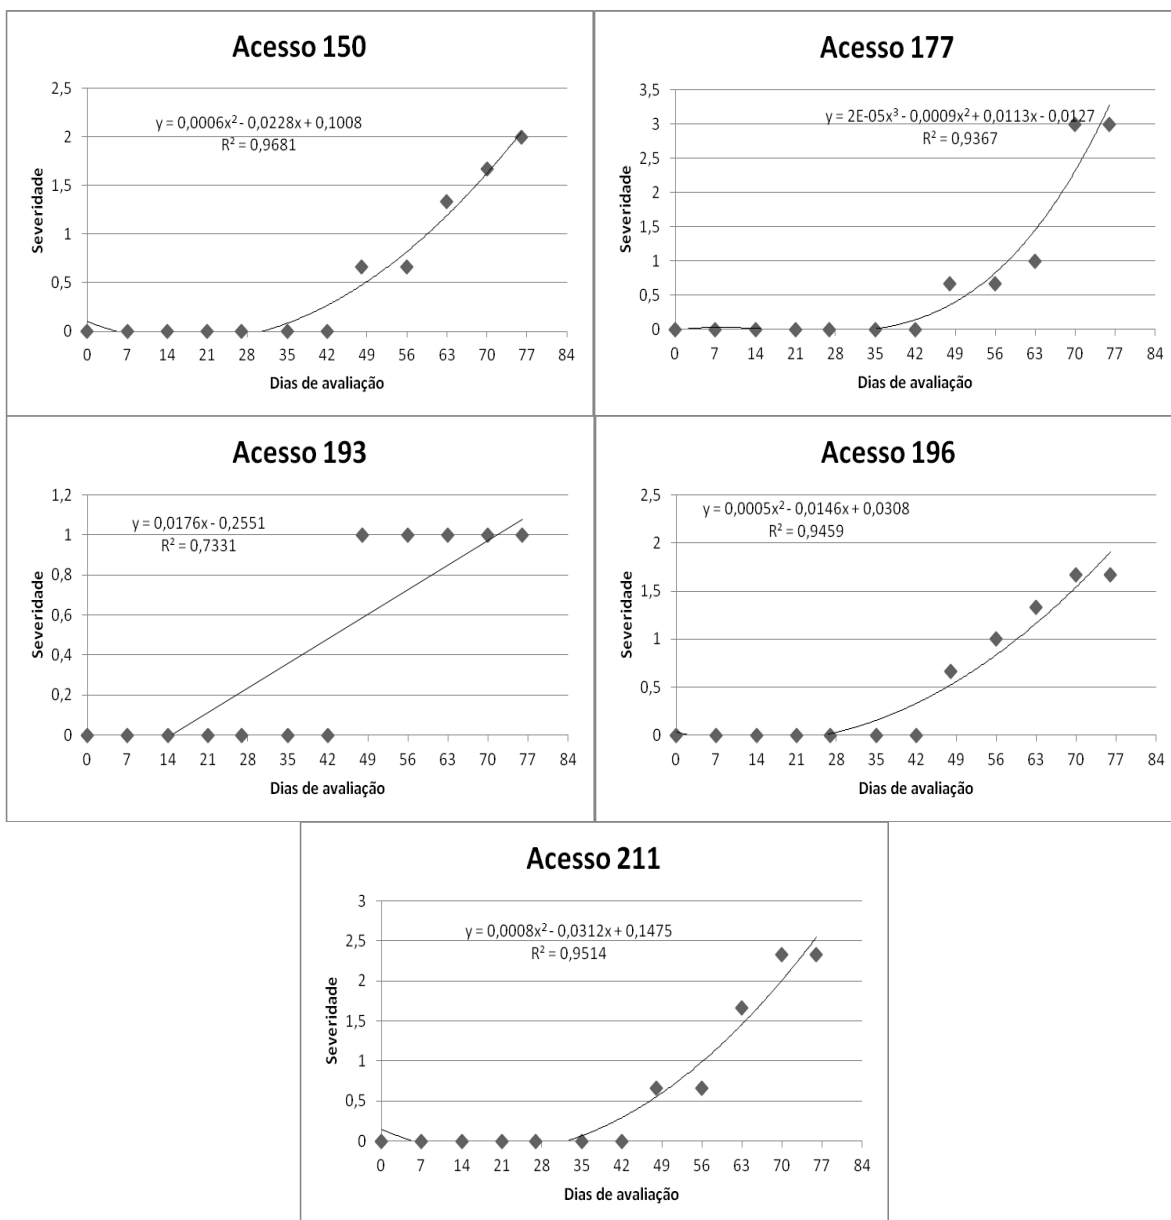 Acesso 150
2,5
y = 0,0006x² - 0,0228x + 0,1008
R² = 0,9681
2
1,5
1
0,5
0
Severidade
0 7 14 21 28 35 42 49 56 63 70 77 84
Dias de avaliação
Acesso 177
3,5
y = 2E-05x³ - 0,0009x² + 0,0113x - 0,0127
R² = 0,9367
3
2,5
2
1,5
1
0,5
0
Severidade
0 7 14 21 28 35 42 49 56 63 70 77 84
Dias de avaliação
Acesso 193
1,2
y = 0,0176x - 0,2551
R² = 0,7331
1
0,8
0,6
0,4
0,2
0
Severidade
0 7 14 21 28 35 42 49 56 63 70 77 84
Dias de avaliação
Acesso 196
2,5
y = 0,0005x² - 0,0146x + 0,0308
R² = 0,9459
2
1,5
1
0,5
0
Severidade
0 7 14 21 28 35 42 49 56 63 70 77 84
Dias de avaliação
Acesso 211
3
y = 0,0008x² - 0,0312x + 0,1475
R² = 0,9514
2,5
2
1,5
1
0,5
0
Severidade
0 7 14 21 28 35 42 49 56 63 70 77 84
Dias de avaliação